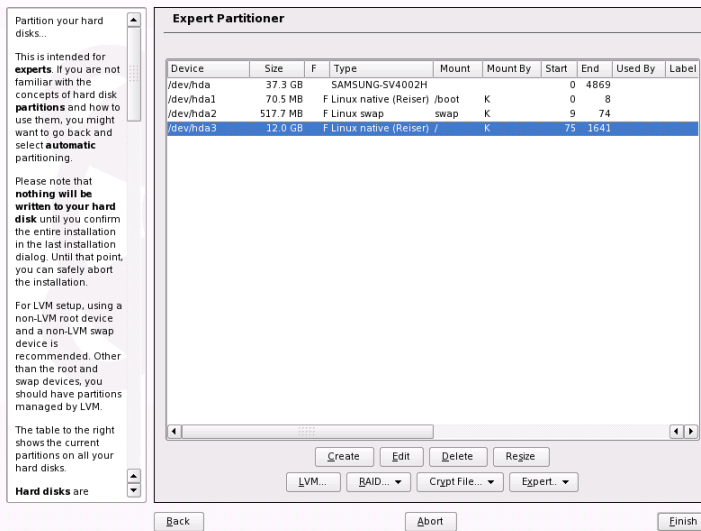 Partition your hard
disks...
This is intended for
experts. If you are not
familiar with the
concepts of hard disk
partitions and how to
use them, you might
want to go back and
select automatic
partitioning.
Please note that
nothing will be
written to your hard
disk until you confirm
the entire installation
in the last installation
dialog. Until that point,
you can safely abort
the installation.
For LVM setup, using a
non-LVM root device
and a non-LVM swap
device is
recommended. Other
than the root and
swap devices, you
should have partitions
managed by LVM.
The table to the right
shows the current
partitions on all your
hard disks.
Hard disks are
Expert Partitioner
Device Size F Type Mount Mount By Start End Used By Label
/dev/hda 37.3 GB SAMSUNG-SV4002H 0 4869
/dev/hda1 70.5 MB F Linux native (Reiser) /boot K 0 8
/dev/hda2 517.7 MB F Linux swap swap K 9 74
/dev/hda3 12.0 GB F Linux native (Reiser) / K 75 1641
Create Edit Delete Resize
LVM... RAID... Crypt File... Expert..
Back Abort Finish